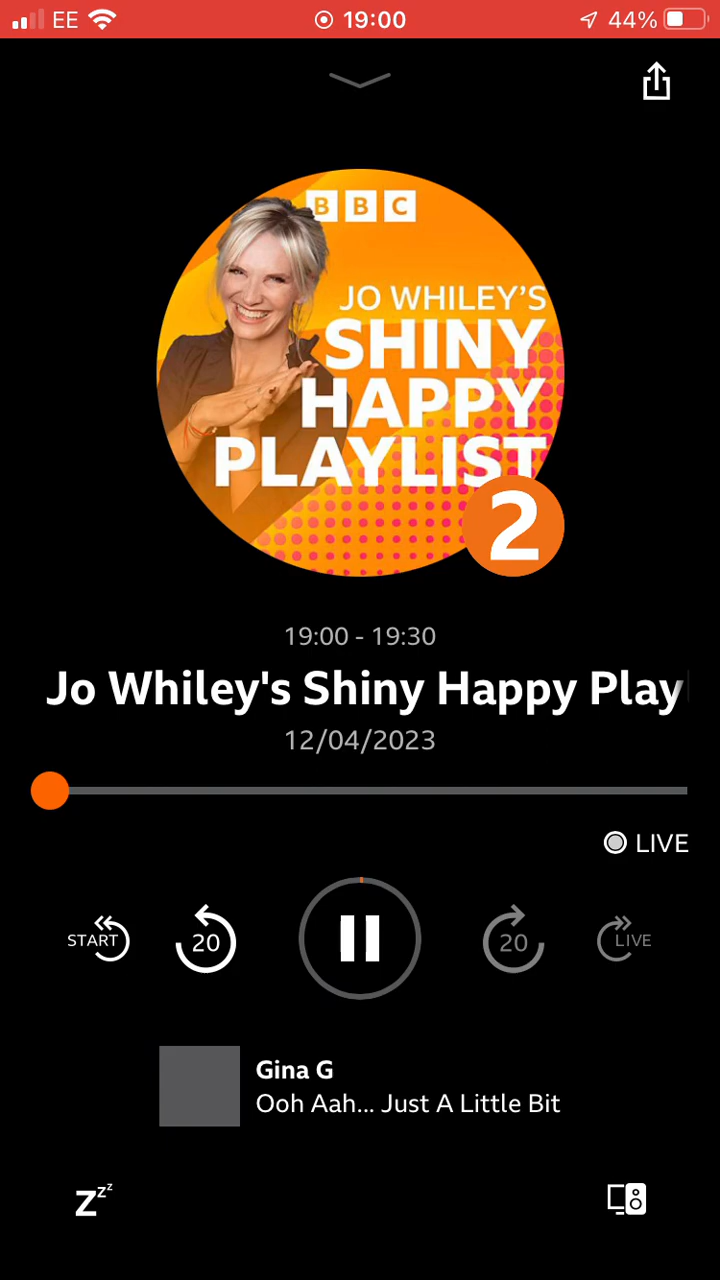 EE 19:00 44%
BBC
JO WHILEY'S
SHINY
HAPPY
PLAYLIST
2
19:00 - 19:30
Jo Whiley's Shiny Happy Play
12/04/2023
LIVE
START 20 20 LIVE
Gina G
Ooh Aah... Just A Little Bit
zzz